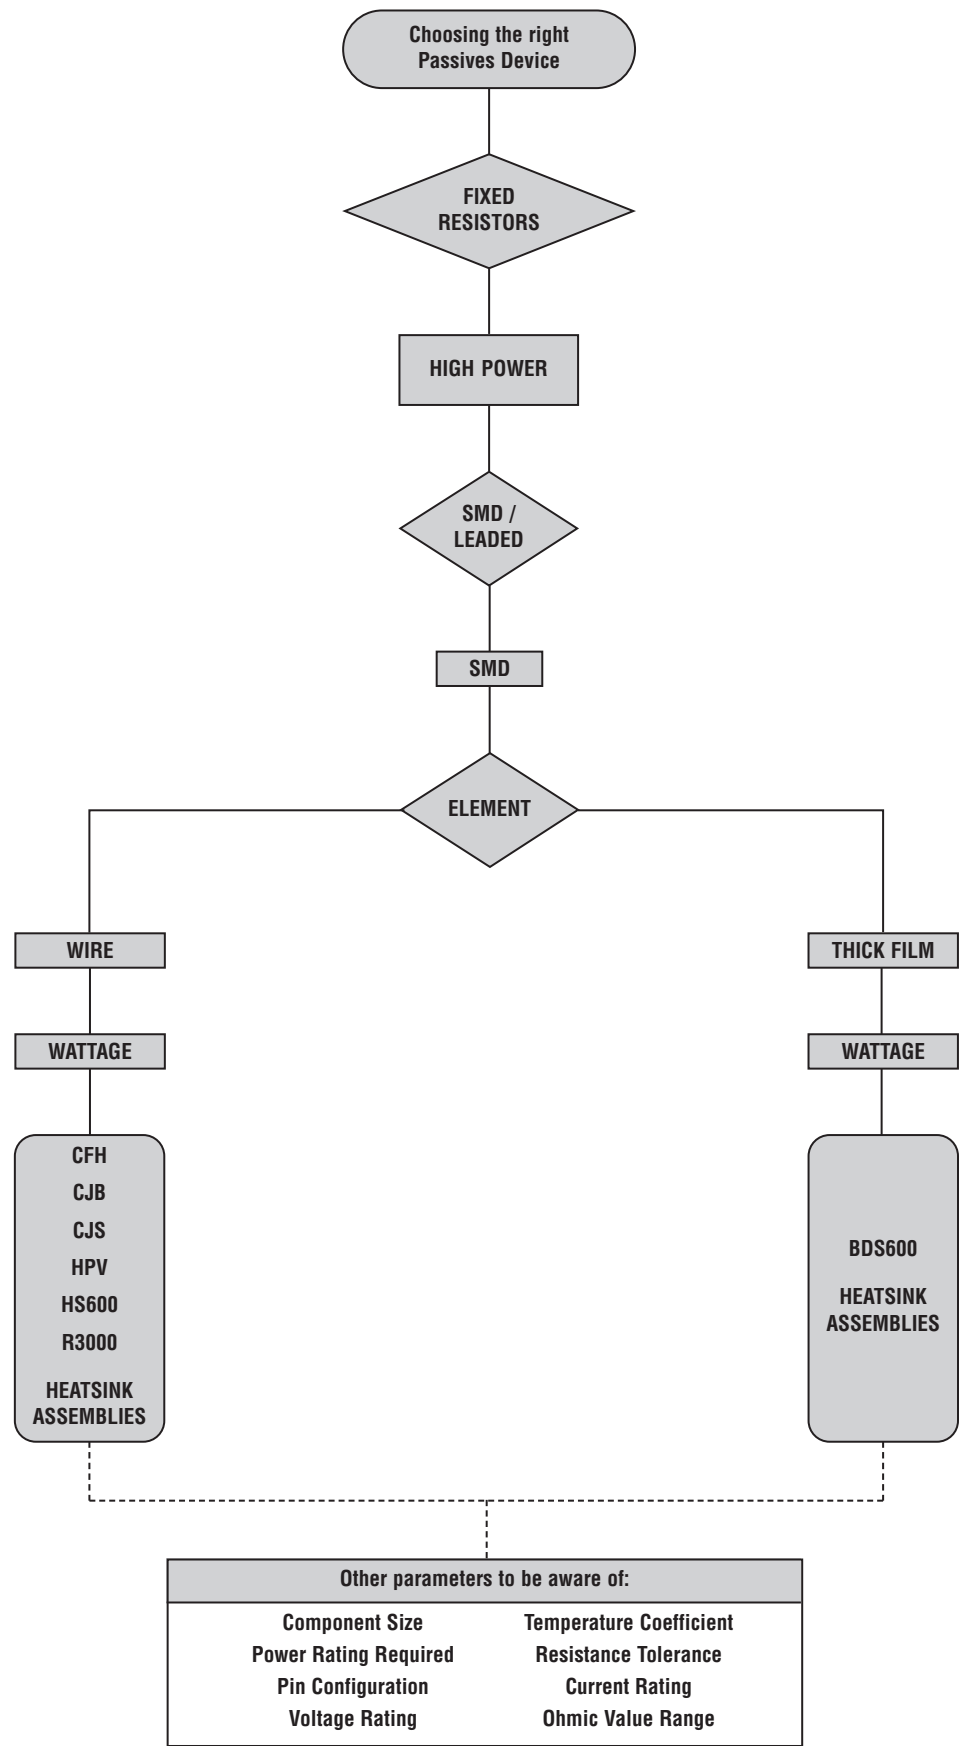 Choosing the right
Passives Device
FIXED
RESISTORS
HIGH POWER
SMD /
LEADED
SMD
ELEMENT
WIRE
THICK FILM
WATTAGE
WATTAGE
CFH
CJB
CJS
HPV
HS600
R3000
HEATSINK
ASSEMBLIES
BDS600
HEATSINK
ASSEMBLIES
Other parameters to be aware of:
Component Size
Temperature Coefficient
Power Rating Required
Resistance Tolerance
Pin Configuration
Current Rating
Voltage Rating
Ohmic Value Range